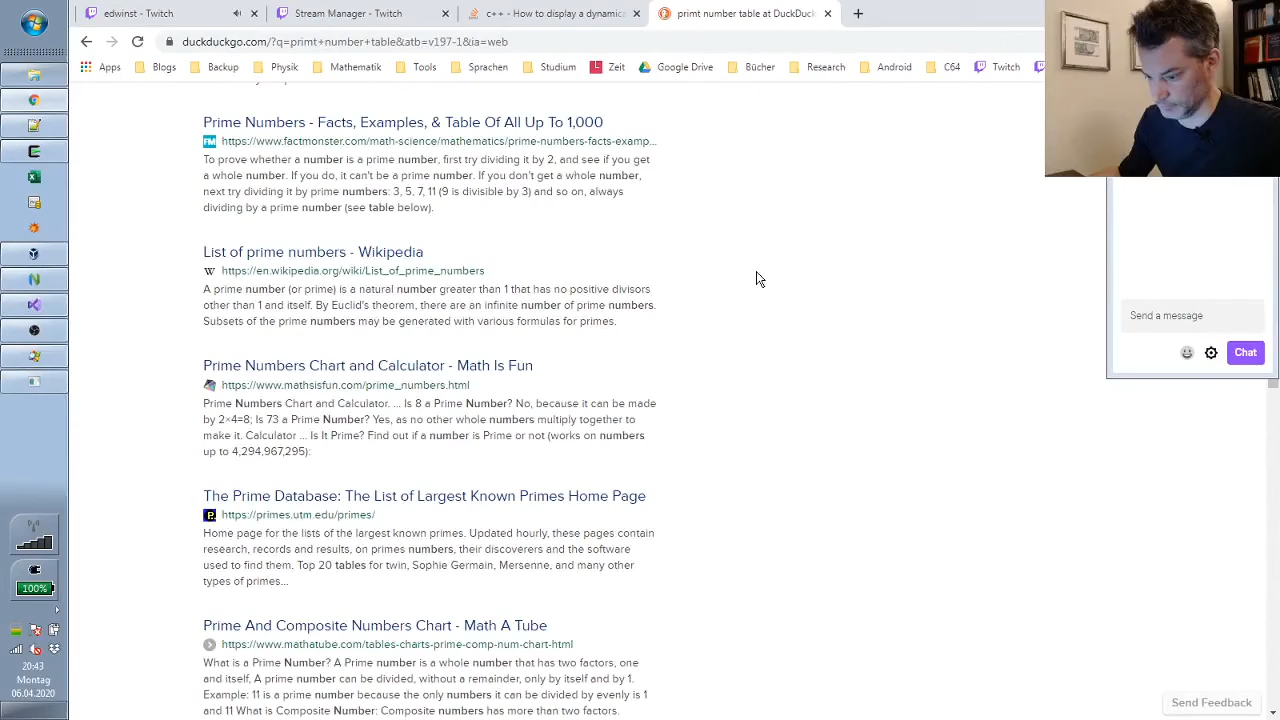 edwinst - Twitch
Stream Manager - Twitch
c++ - How to display a dynamica
primt number table at DuckDuck
duckduckgo.com/?q=primt+number+table&atb=v197-1&ia=web
Apps
Blogs
Backup
Physik
Mathematik
Tools
Sprachen
Studium
Zeit
Google Drive
Bücher
Research
Android
C64
Twitch
Prime Numbers - Facts, Examples, & Table Of All Up To 1,000
FM
https://www.factmonster.com/math-science/mathematics/prime-numbers-facts-examp...
To prove whether a number is a prime number, first try dividing it by 2, and see if you get
a whole number. If you do, it can't be a prime number. If you don't get a whole number,
next try dividing it by prime numbers: 3, 5, 7, 11 (9 is divisible by 3) and so on, always
dividing by a prime number (see table below).
List of prime numbers - Wikipedia
W
https://en.wikipedia.org/wiki/List_of_prime_numbers
A prime number (or prime) is a natural number greater than 1 that has no positive divisors
other than 1 and itself. By Euclid's theorem, there are an infinite number of prime numbers.
Subsets of the prime numbers may be generated with various formulas for primes.
Send a message
Chat
Prime Numbers Chart and Calculator - Math Is Fun
https://www.mathsisfun.com/prime_numbers.html
Prime Numbers Chart and Calculator. ... Is 8 a Prime Number? No, because it can be made
by 2×4=8; Is 73 a Prime Number? Yes, as no other whole numbers multiply together to
make it. Calculator ... Is It Prime? Find out if a number is Prime or not (works on numbers
up to 4,294,967,295):
The Prime Database: The List of Largest Known Primes Home Page
P.
https://primes.utm.edu/primes/
Home page for the lists of the largest known primes. Updated hourly, these pages contain
research, records and results, on primes numbers, their discoverers and the software
used to find them. Top 20 tables for twin, Sophie Germain, Mersenne, and many other
types of primes...
Prime And Composite Numbers Chart - Math A Tube
https://www.mathatube.com/tables-charts-prime-comp-num-chart-html
What is a Prime Number? A Prime number is a whole number that has two factors, one
and itself, A prime number can be divided, without a remainder, only by itself and by 1.
Example: 11 is a prime number because the only numbers it can be divided by evenly is 1
and 11 What is Composite Number: Composite numbers has more than two factors.
Send Feedback
100%
20:43
Montag
06.04.2020